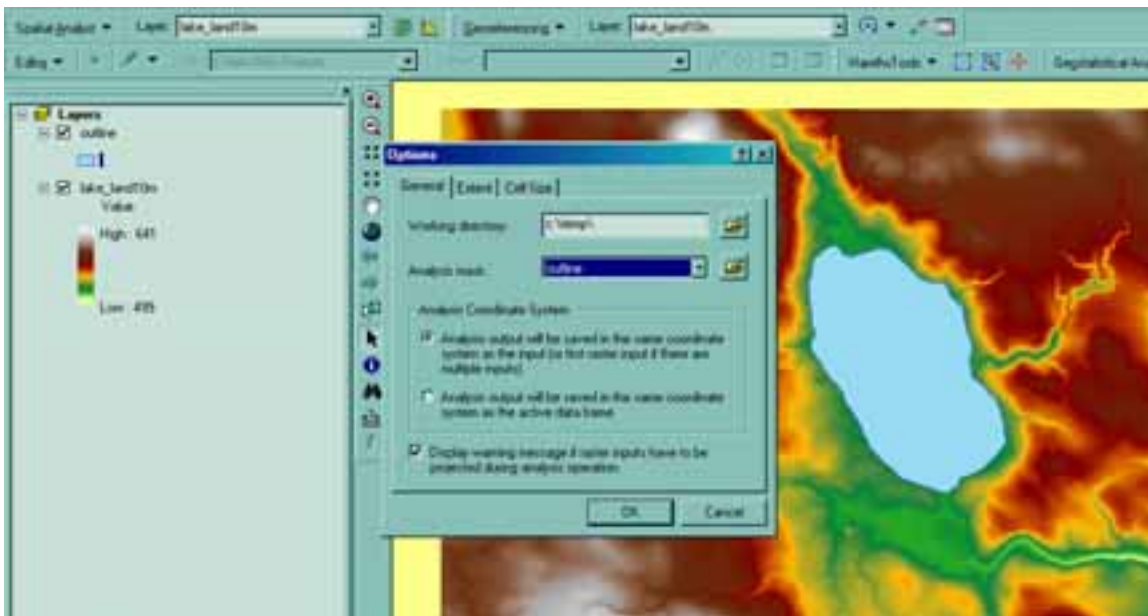 Spatial Analyst Layer: lake_land10m Georeferencing Layer: lake_land10m
Editor
Layers
outline
lake_land10m
Value
High: 641
Low: 499
Options
General Extent Cell Size
Working directory: c:\temp\
Analysis mask: outline
Analysis Coordinate System
Analysis output will be saved in the same coordinate
system as the input (or first raster input if there are
multiple inputs)
Analysis output will be saved in the same coordinate
system as the active data frame.
Display warning message if raster inputs have to be
projected during analysis operation.
OK Cancel